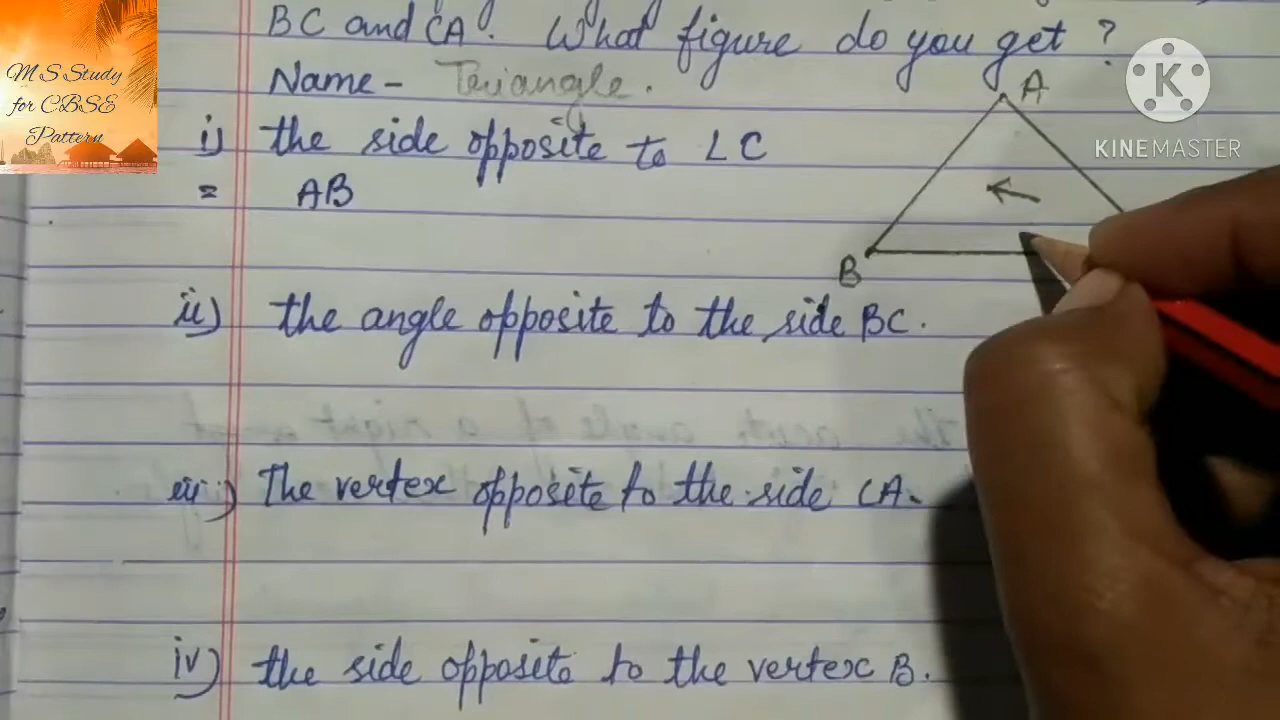 BC and CA. What figure do you get ?
Name - Triangle.
i) the side opposite to ∠C
= AB
ii) the angle opposite to the side BC.
iii) The vertex opposite to the side CA.
iv) the side opposite to the vertex B.
A
B
M S Study
for CBSE
Pattern
K
KINEMASTER